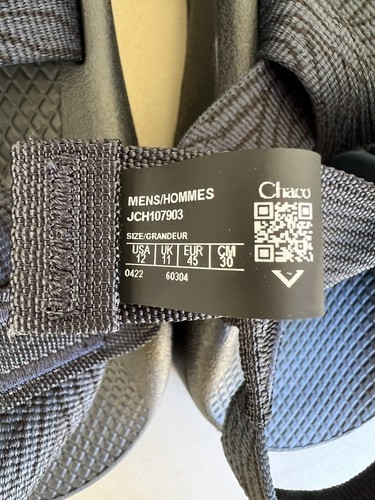 Chaco
MENS/HOMMES
JCH107903
SIZE/GRANDEUR
USA UK EUR CM
12 11 45 30
0422 60304